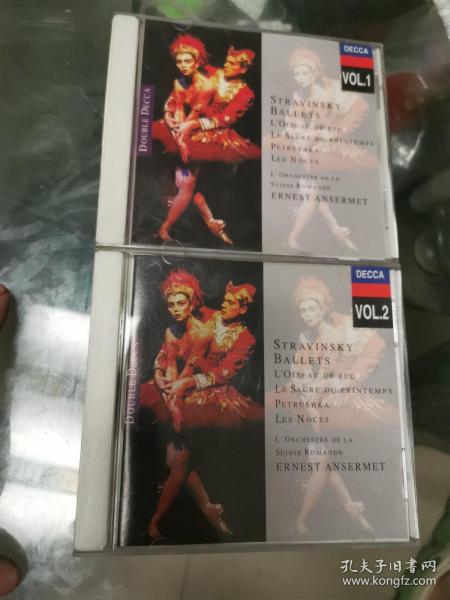 DECCA
VOL.1
DOUBLE DECCA
STRAVINSKY
BALLETS
L'OISEAU DE FEU
LE SACRE DU PRINTEMPS
PETRUSHKA
LES NOCES
L'ORCHESTRE DE LA
SUISSE ROMANDE
ERNEST ANSERMET
DECCA
VOL.2
DOUBLE DECCA
STRAVINSKY
BALLETS
L'OISEAU DE FEU
LE SACRE DU PRINTEMPS
PETRUSHKA
LES NOCES
L'ORCHESTRE DE LA
SUISSE ROMANDE
ERNEST ANSERMET
孔夫子旧书网
www.kongfz.com